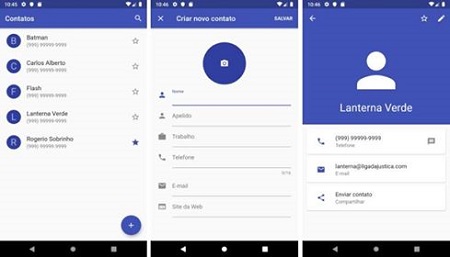 10:45
Contatos
B
Batman
(999) 99999-9999
C
Carlos Alberto
(999) 99999-9999
F
Flash
(999) 99999-9999
L
Lanterna Verde
(999) 99999-9999
R
Rogerio Sobrinho
(999) 99999-9999
10:46
Criar novo contato
SALVAR
Nome
Apelido
Trabalho
Telefone
0/14
E-mail
Site da Web
10:46
Lanterna Verde
(999) 99999-9999
Telefone
lanterna@ligadajustica.com
E-mail
Enviar contato
Compartilhar